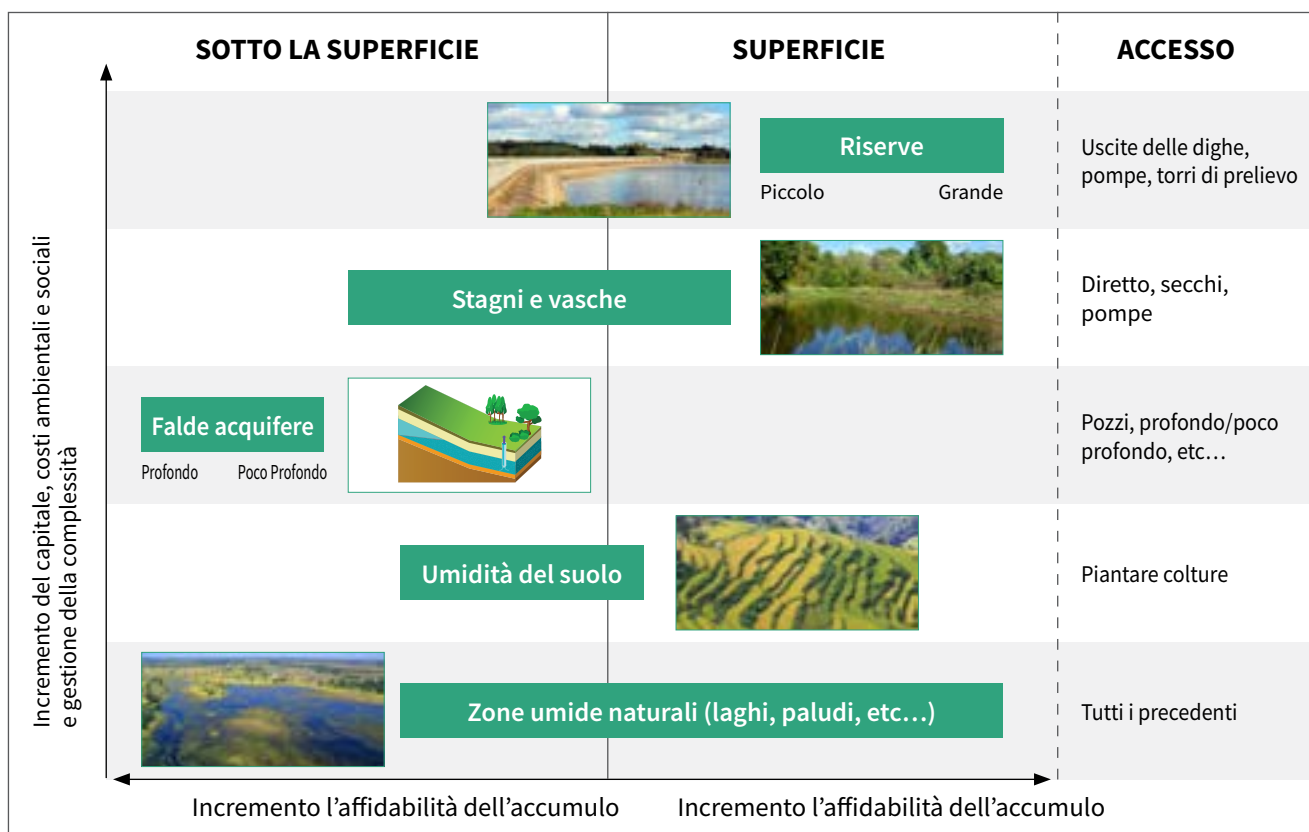 SOTTO LA SUPERFICIE
SUPERFICIE
ACCESSO
Incremento del capitale, costi ambientali e sociali
e gestione della complessità
Riserve
Piccolo
Grande
Uscite delle dighe,
pompe, torri di prelievo
Stagni e vasche
Diretto, secchi,
pompe
Falde acquifere
Profondo
Poco Profondo
Pozzi, profondo/poco
profondo, etc…
Umidità del suolo
Piantare colture
Zone umide naturali (laghi, paludi, etc…)
Tutti i precedenti
Incremento l’affidabilità dell’accumulo
Incremento l’affidabilità dell’accumulo